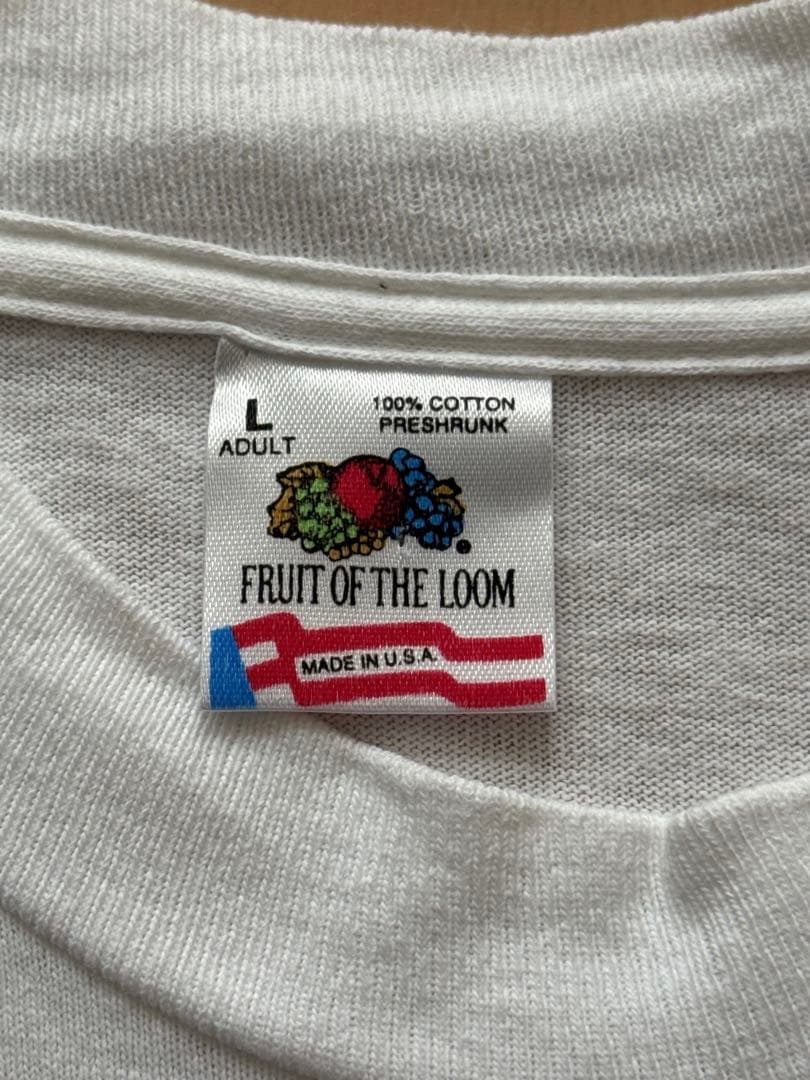 L
ADULT
100% COTTON
PRESHRUNK
FRUIT OF THE LOOM
MADE IN U.S.A.